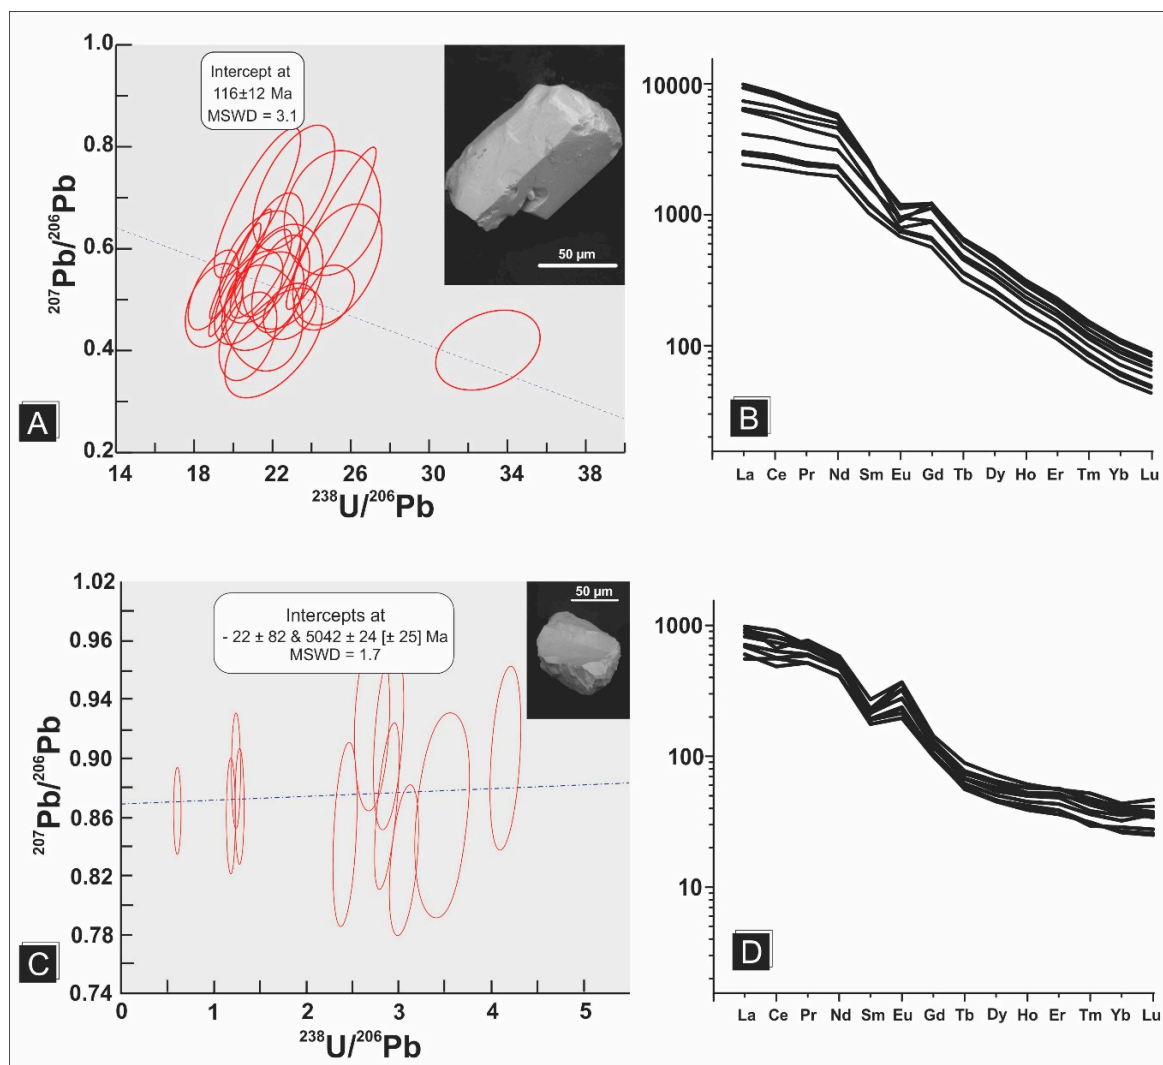 A
1.0
0.8
0.6
0.4
0.2
14
18
22
26
30
34
38
207Pb/206Pb
238U/206Pb
Intercept at
116±12 Ma
MSWD = 3.1
50 µm
B
10000
1000
100
La Ce Pr Nd Sm Eu Gd Tb Dy Ho Er Tm Yb Lu
C
1.02
0.96
0.94
0.90
0.86
0.82
0.78
0.74
0 1 2 3 4 5
207Pb/206Pb
238U/206Pb
Intercepts at
- 22 ± 82 & 5042 ± 24 [± 25] Ma
MSWD = 1.7
50 µm
D
1000
100
10
La Ce Pr Nd Sm Eu Gd Tb Dy Ho Er Tm Yb Lu